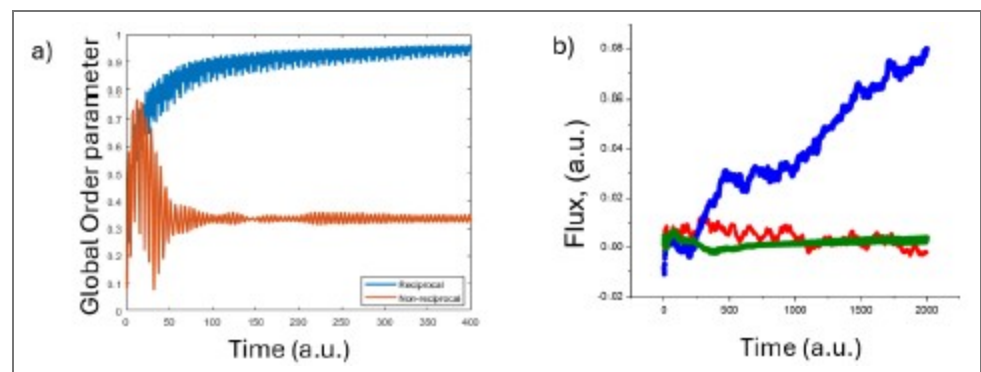 a)
Global Order parameter
1
0.9
0.8
0.7
0.6
0.5
0.4
0.3
0.2
0.1
0
0 50 100 150 200 250 300 350 400
Reciprocal
Non-reciprocal
Time (a.u.)
b)
Flux, (a.u.)
0.08
0.06
0.04
0.02
0.00
-0.02
0 500 1000 1500 2000
Time (a.u.)